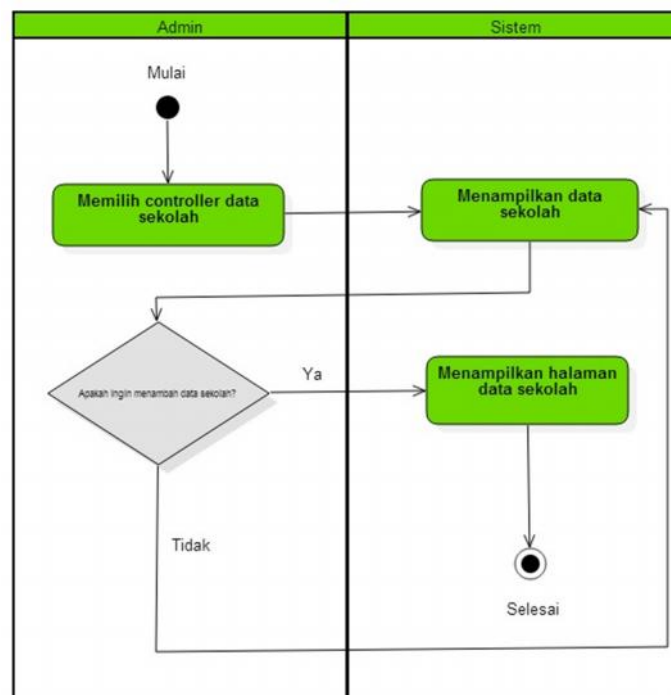 Admin
Sistem
Mulai
Memilih controller data
sekolah
Menampilkan data
sekolah
Apakah ingin menamban data sekolah?
Ya
Menampilkan halaman
data sekolah
Tidak
Selesai